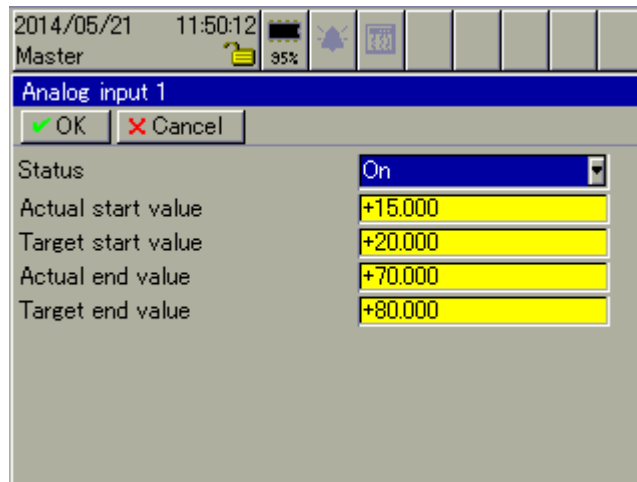 2014/05/21 11:50:12
Master 95%
Analog input 1
OK Cancel
Status On
Actual start value +15.000
Target start value +20.000
Actual end value +70.000
Target end value +80.000